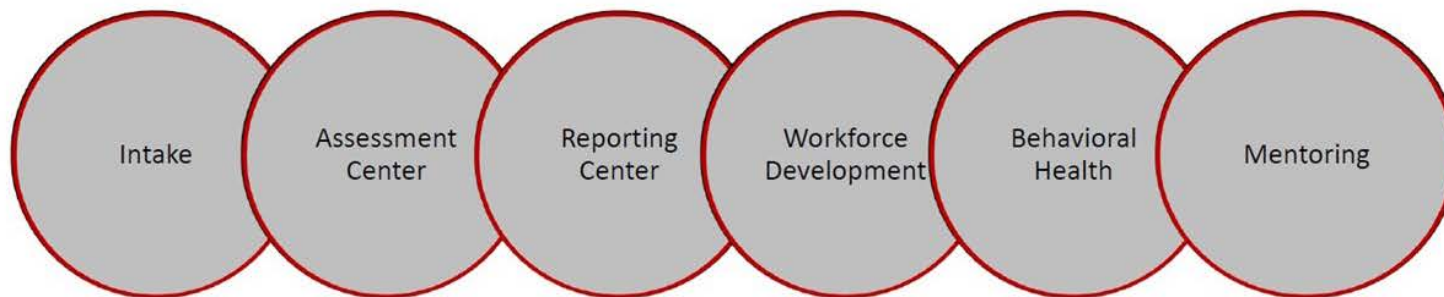 Intake
Assessment
Center
Reporting
Center
Workforce
Development
Behavioral
Health
Mentoring